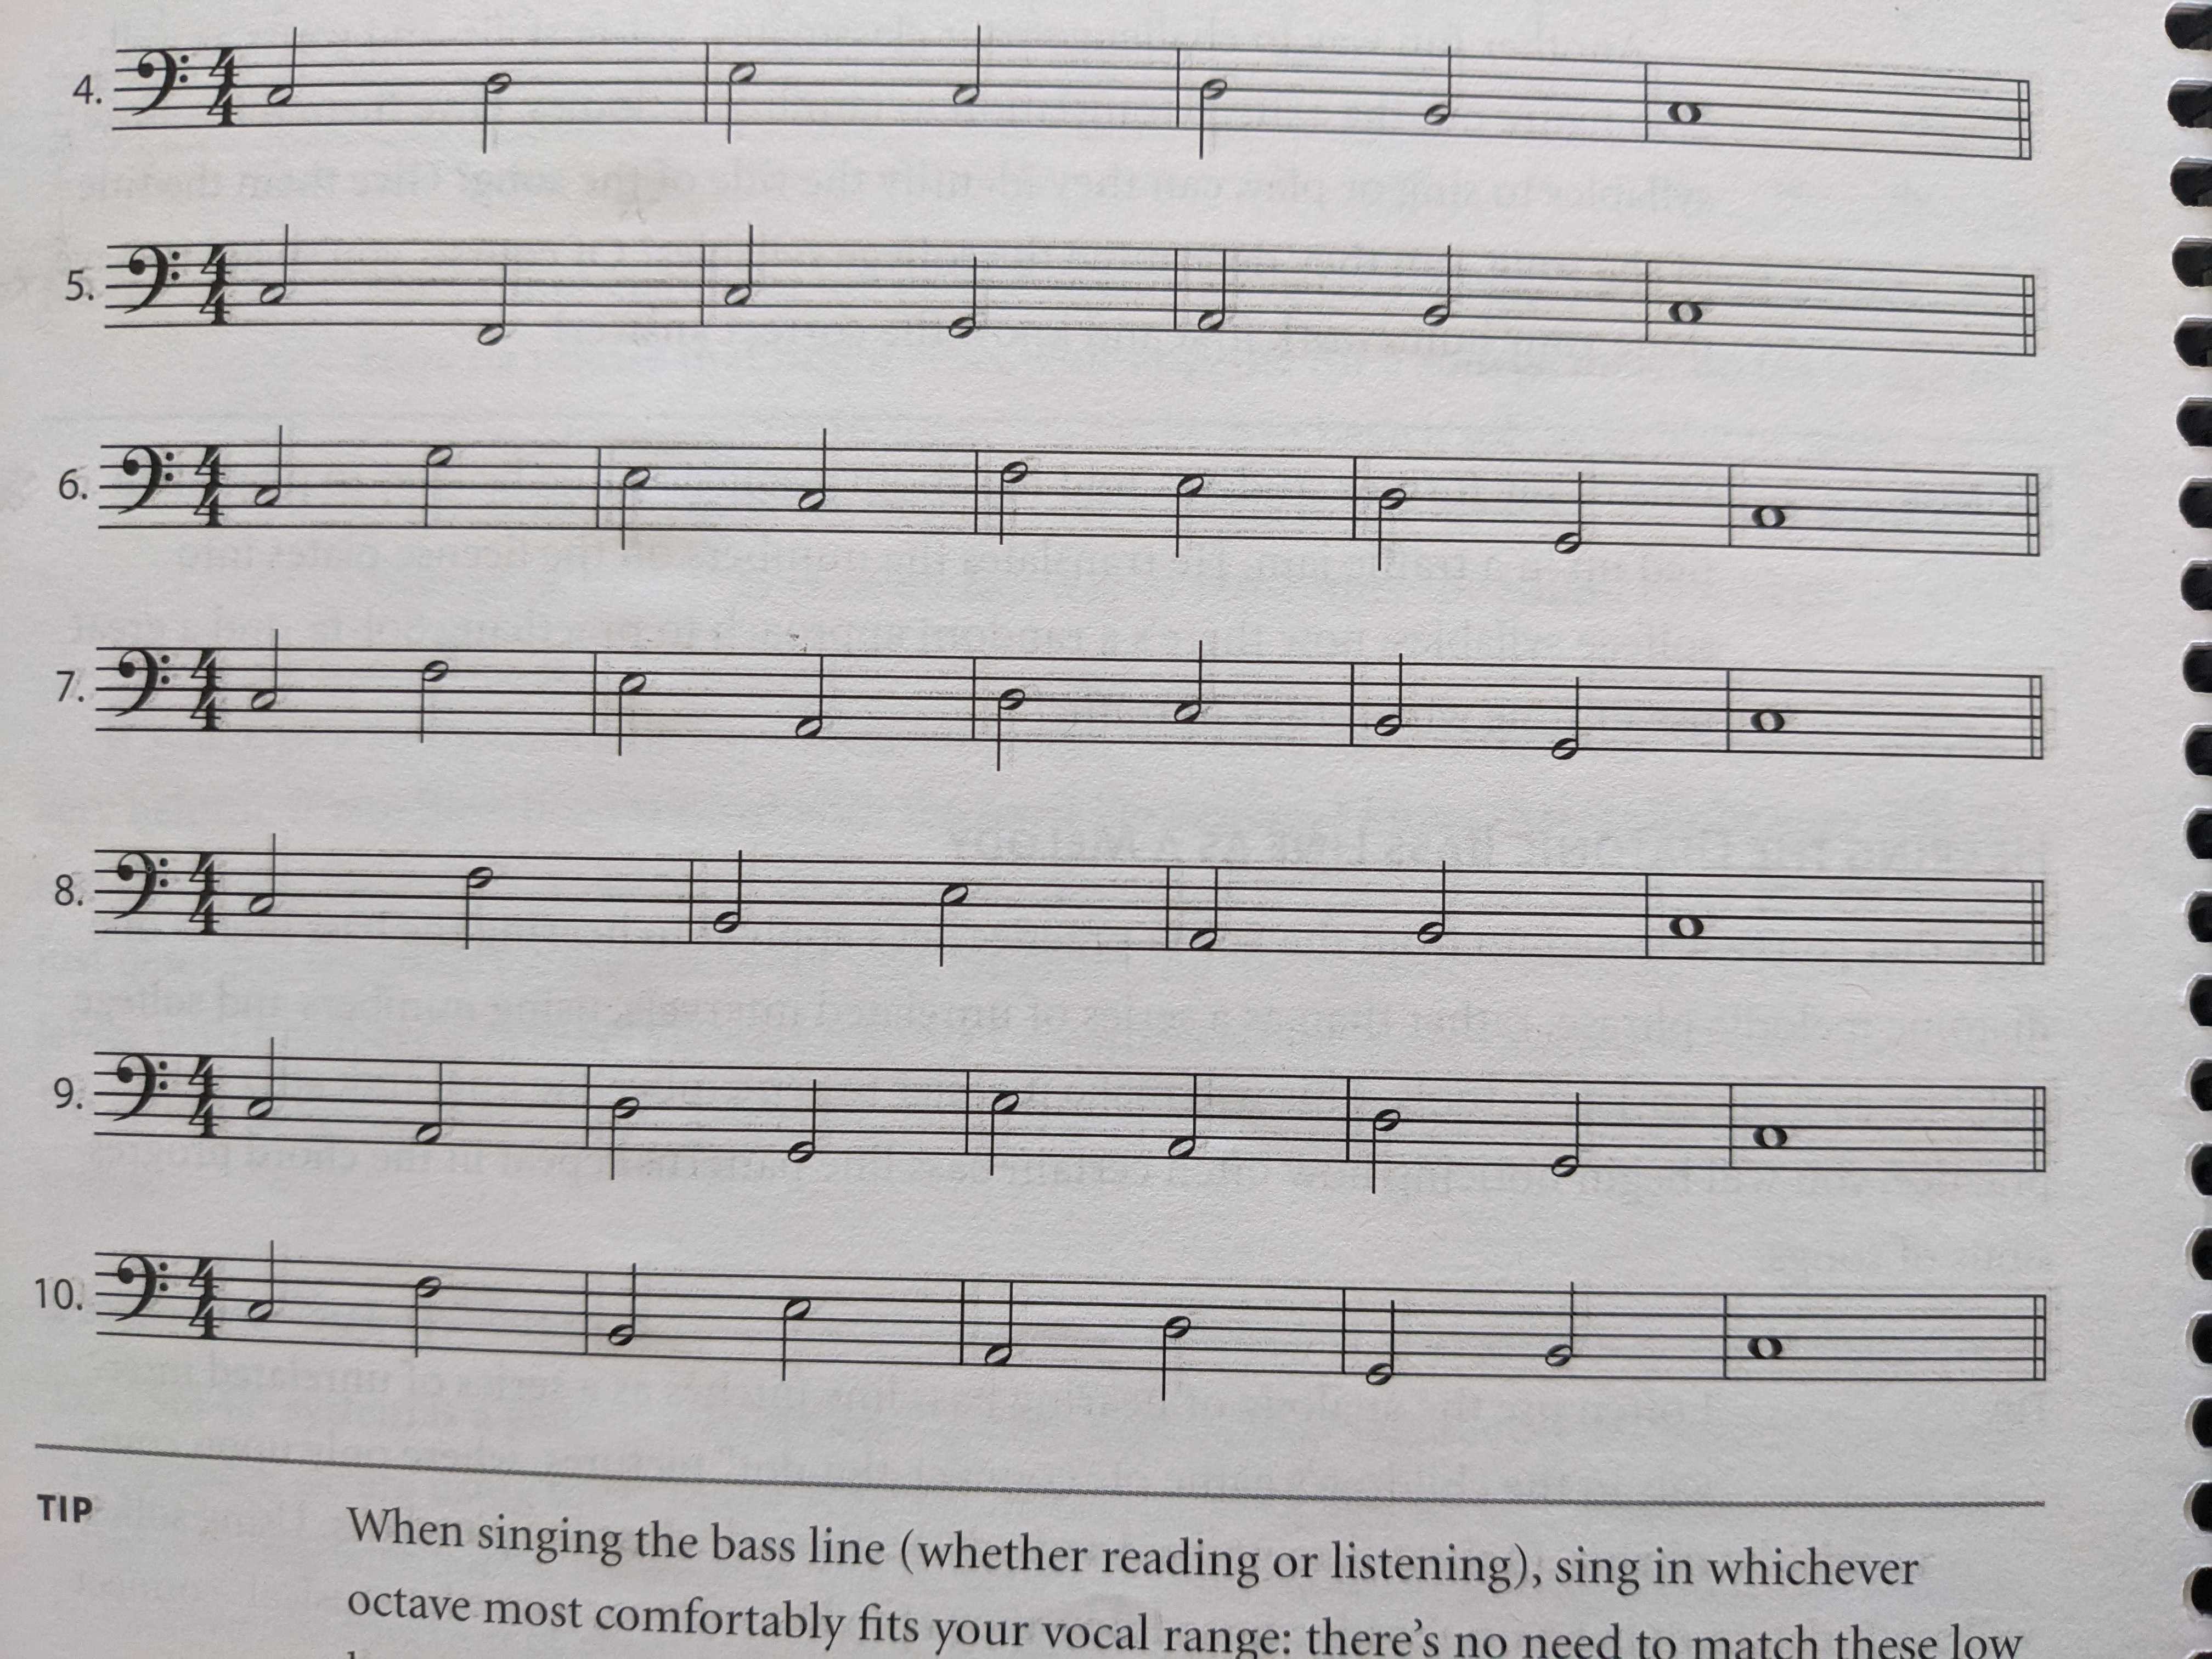 4.
5.
6.
7.
8.
9.
10.
TIP
When singing the bass line (whether reading or listening), sing in whichever
octave most comfortably fits your vocal range: there's no need to match these low